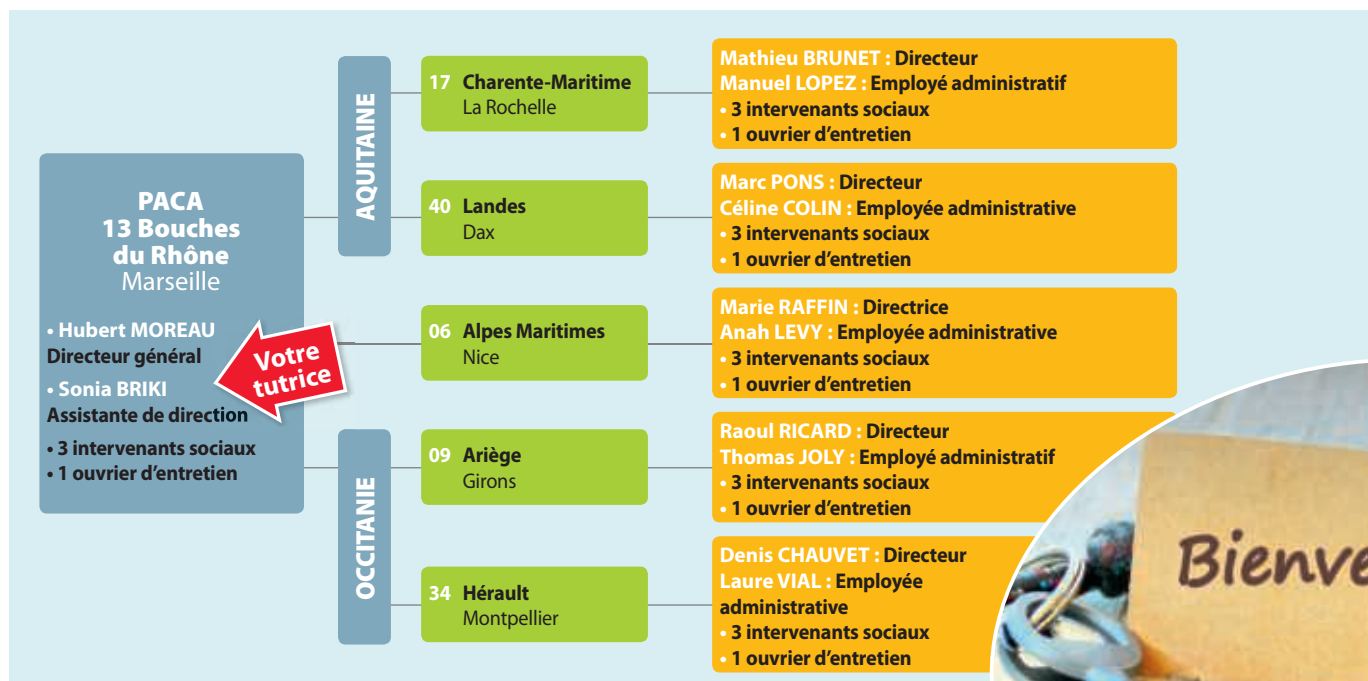 PACA
13 Bouches
du Rhône
Marseille
• Hubert MOREAU
Directeur général
• Sonia BRIKI
Assistante de direction
• 3 intervenants sociaux
• 1 ouvrier d'entretien
Votre
tutrice
AQUITAINE
17 Charente-Maritime
La Rochelle
Mathieu BRUNET : Directeur
Manuel LOPEZ : Employé administratif
• 3 intervenants sociaux
• 1 ouvrier d'entretien
40 Landes
Dax
Marc PONS : Directeur
Céline COLIN : Employée administrative
• 3 intervenants sociaux
• 1 ouvrier d'entretien
06 Alpes Maritimes
Nice
Marie RAFFIN : Directrice
Anah LEVY : Employée administrative
• 3 intervenants sociaux
• 1 ouvrier d'entretien
OCCITANIE
09 Ariège
Girons
Raoul RICARD : Directeur
Thomas JOLY : Employé administratif
• 3 intervenants sociaux
• 1 ouvrier d'entretien
34 Hérault
Montpellier
Denis CHAUVET : Directeur
Laure VIAL : Employée
administrative
• 3 intervenants sociaux
• 1 ouvrier d'entretien
Bienve